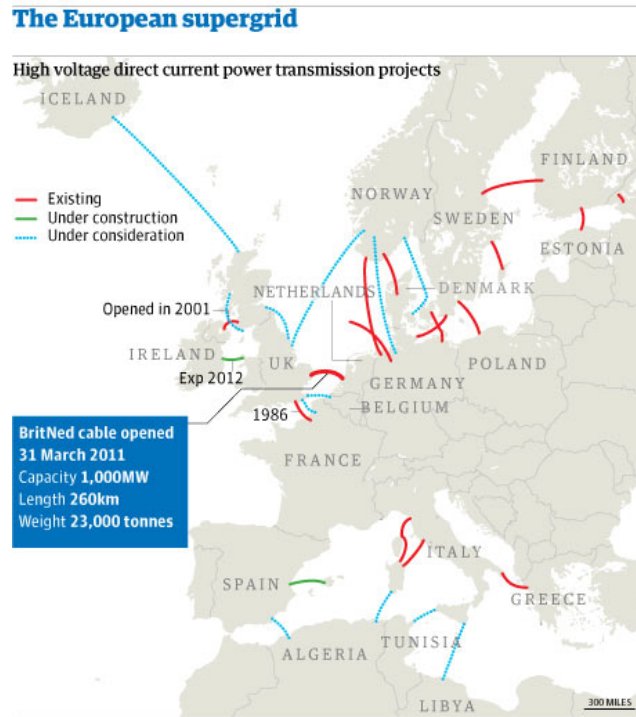 The European supergrid
High voltage direct current power transmission projects
ICELAND
FINLAND
Existing
NORWAY
Under construction
SWEDEN
Under consideration
ESTONIA
NETHERLANDS
DENMARK
Opened in 2001
IRELAND
UK
POLAND
Exp 2012
GERMANY
1986
BELGIUM
BritNed cable opened
31 March 2011
Capacity 1,000MW
Length 260km
Weight 23,000 tonnes
FRANCE
ITALY
SPAIN
GREECE
TUNISIA
ALGERIA
LIBYA
300 MILES